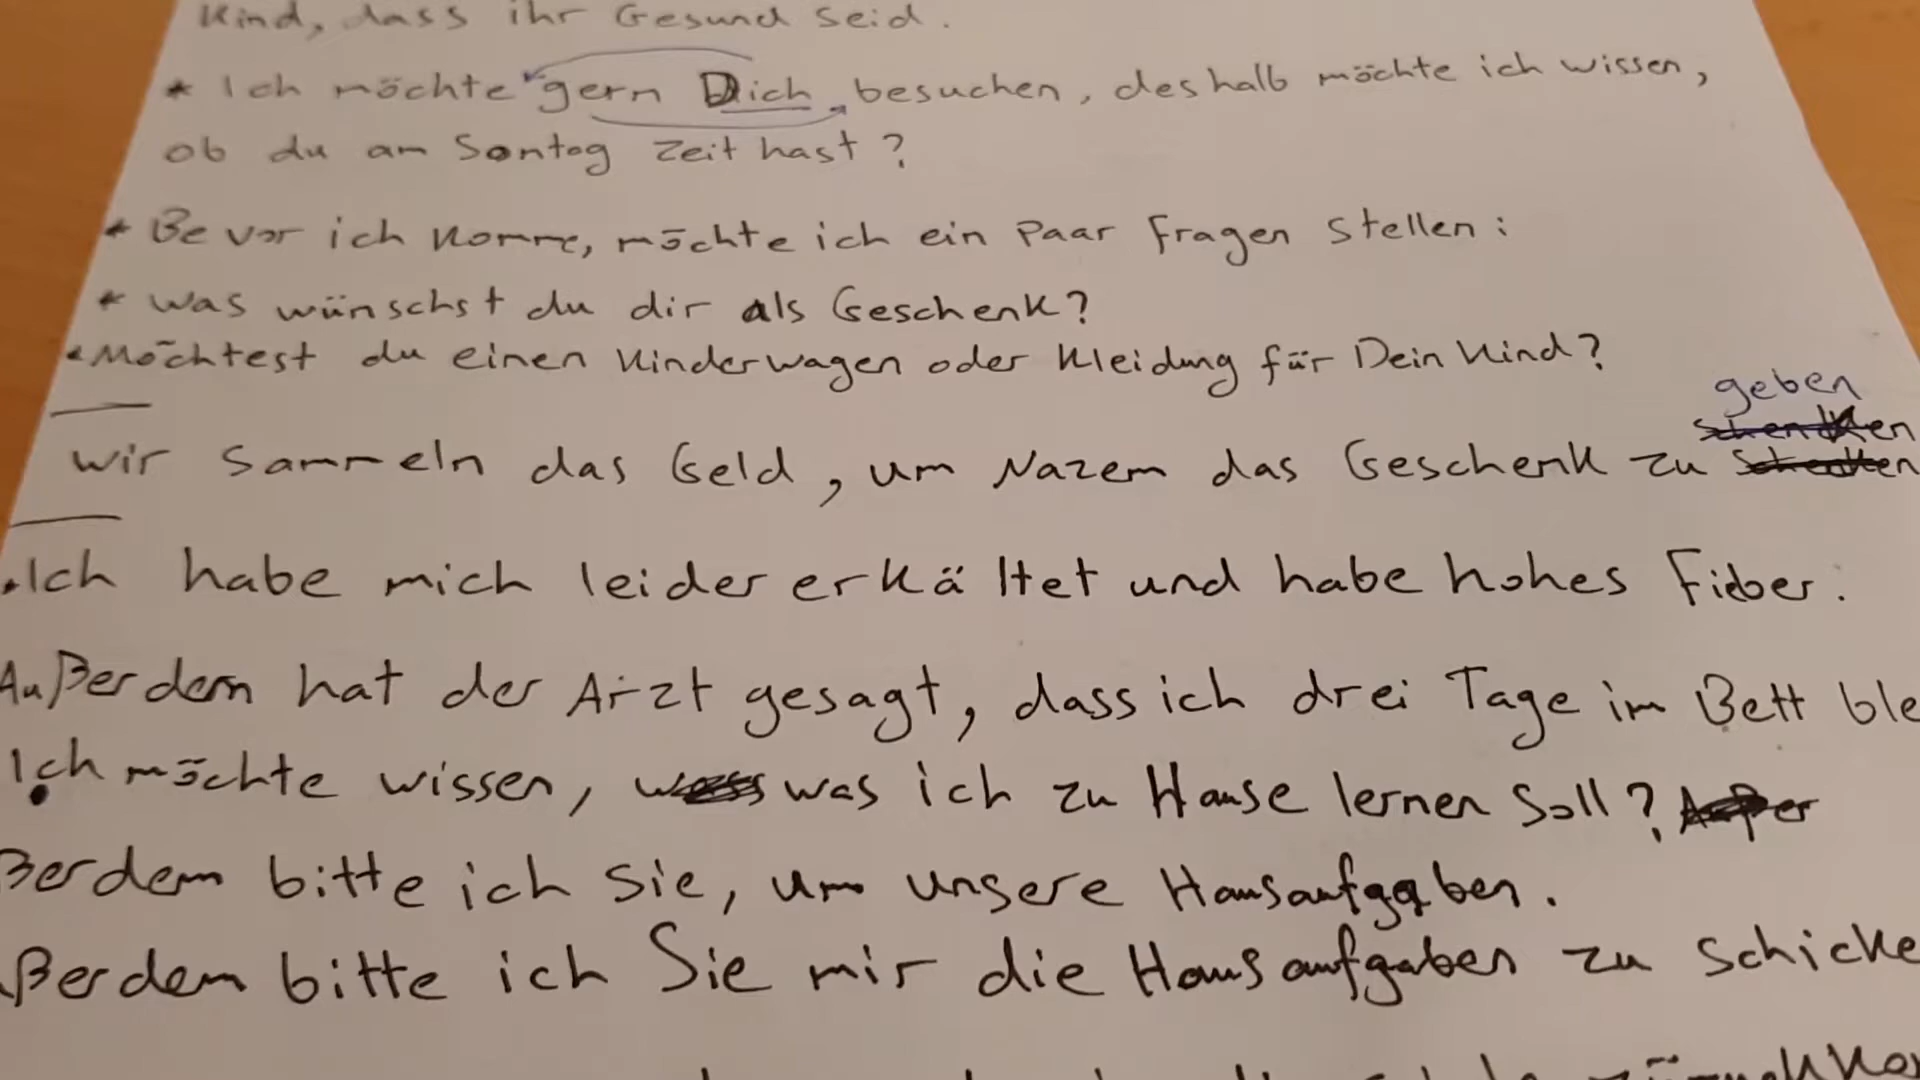 Kind, dass ihr Gesund seid.
* Ich möchte gern Dich besuchen, deshalb möchte ich wissen,
ob du am Sontag Zeit hast?
* Bevor ich komme, möchte ich ein Paar Fragen stellen:
* Was wünschst du dir als Geschenk?
Möchtest du einen Kinderwagen oder Kleidung für Dein Kind?
geben
Wir sammeln das Geld, um Nazem das Geschenk zu
Ich habe mich leider erkältet und habe hohes Fieber.
Außerdem hat der Arzt gesagt, dass ich drei Tage im Bett ble
Ich möchte wissen, was ich zu Hause lernen soll?
ßerdem bitte ich Sie, um unsere Hausaufgaben.
ßerdem bitte ich Sie mir die Hausaufgaben zu schicke